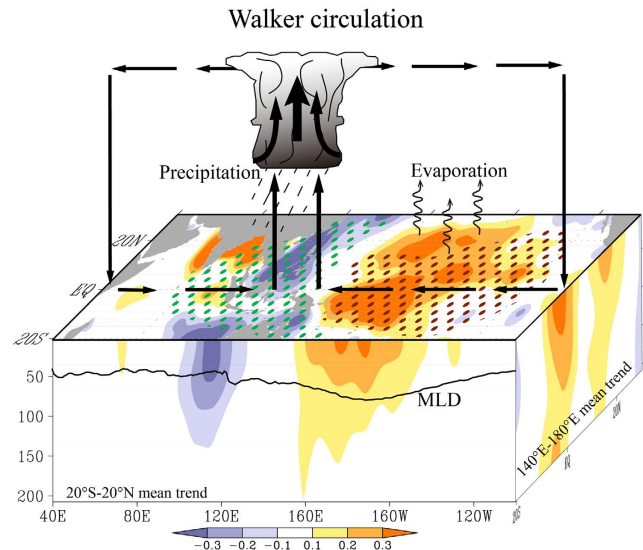 Walker circulation
Precipitation
Evaporation
20N
EQ
20S
50
100
150
200
MLD
20°S-20°N mean trend
140°E-180°E mean trend
20S
EQ
20N
40E
80E
120E
160E
160W
120W
-0.3
-0.2
-0.1
0.1
0.2
0.3